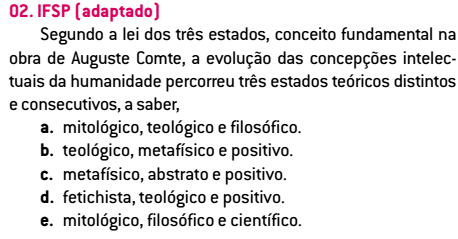 02. IFSP (adaptado)
Segundo a lei dos três estados, conceito fundamental na
obra de Auguste Comte, a evolução das concepções intelec-
tuais da humanidade percorreu três estados teóricos distintos
e consecutivos, a saber,
a. mitológico, teológico e filosófico.
b. teológico, metafísico e positivo.
c. metafísico, abstrato e positivo.
d. fetichista, teológico e positivo.
e. mitológico, filosófico e científico.